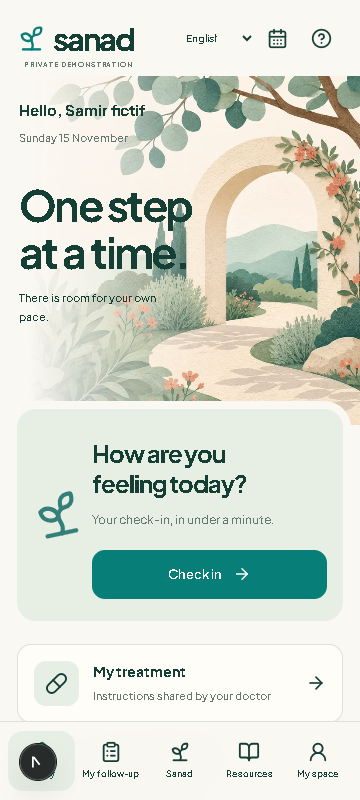 sanad
English
PRIVATE DEMONSTRATION
Hello, Samir fictif
Sunday 15 November
One step
at a time.
There is room for your own
pace.
How are you
feeling today?
Your check-in, in under a minute.
Check in
My treatment
Instructions shared by your doctor
My follow-up
Sanad
Resources
My space